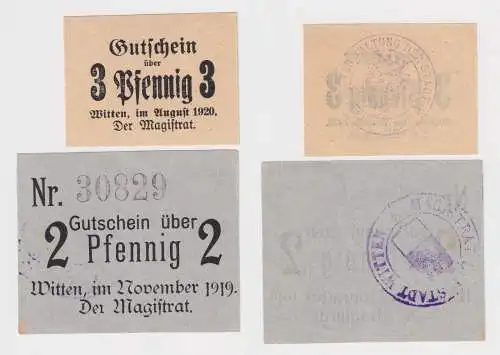 Gutschein
über
3 Pfennig 3
Witten, im August 1920.
Der Magistrat.
Nr. 30829
Gutschein über
2 Pfennig 2
Witten, im November 1919.
Der Magistrat.
STADT WITTEN